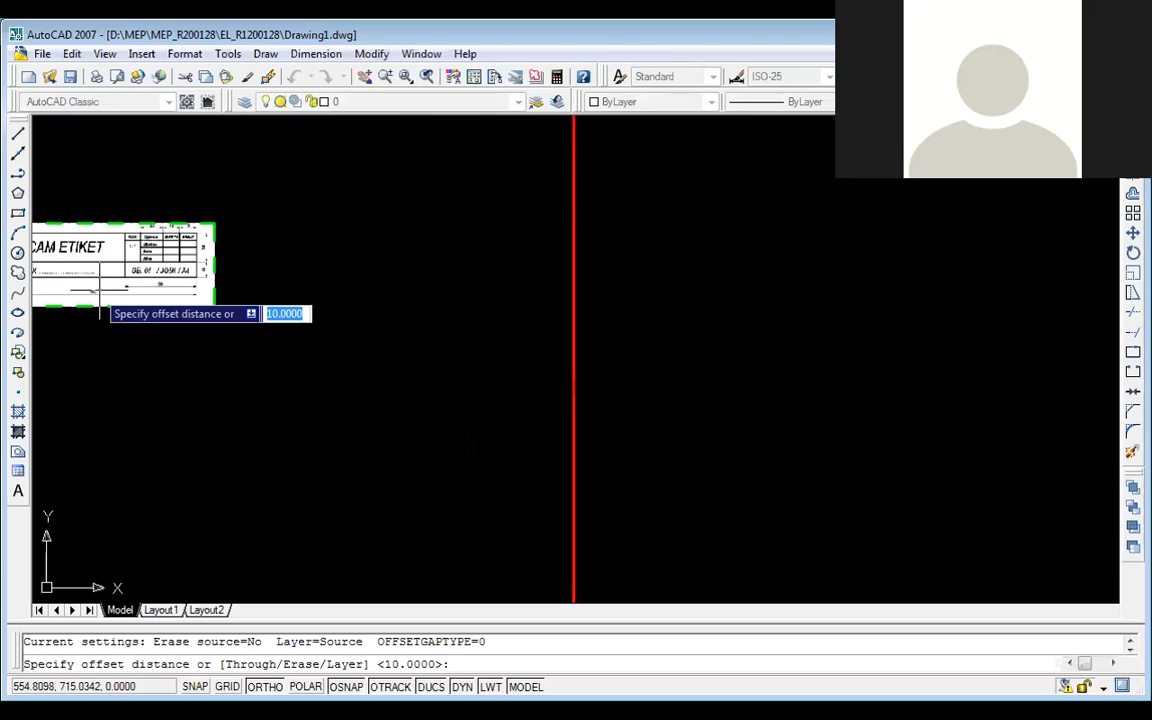 AutoCAD 2007 - [D:\MEP\MEP_R200128\EL_R1200128\Drawing1.dwg]
File Edit View Insert Format Tools Draw Dimension Modify Window Help
Standard ISO-25
AutoCAD Classic 0 ByLayer ByLayer
CAM ETIKET
Specify offset distance or 10.0000
Y
X
Model Layout1 Layout2
Current settings: Erase source=No Layer=Source OFFSETGAPTYPE=0
Specify offset distance or [Through/Erase/Layer] <10.0000>:
554.8098, 715.0342, 0.0000 SNAP GRID ORTHO POLAR OSNAP OTRACK DUCS DYN LWT MODEL